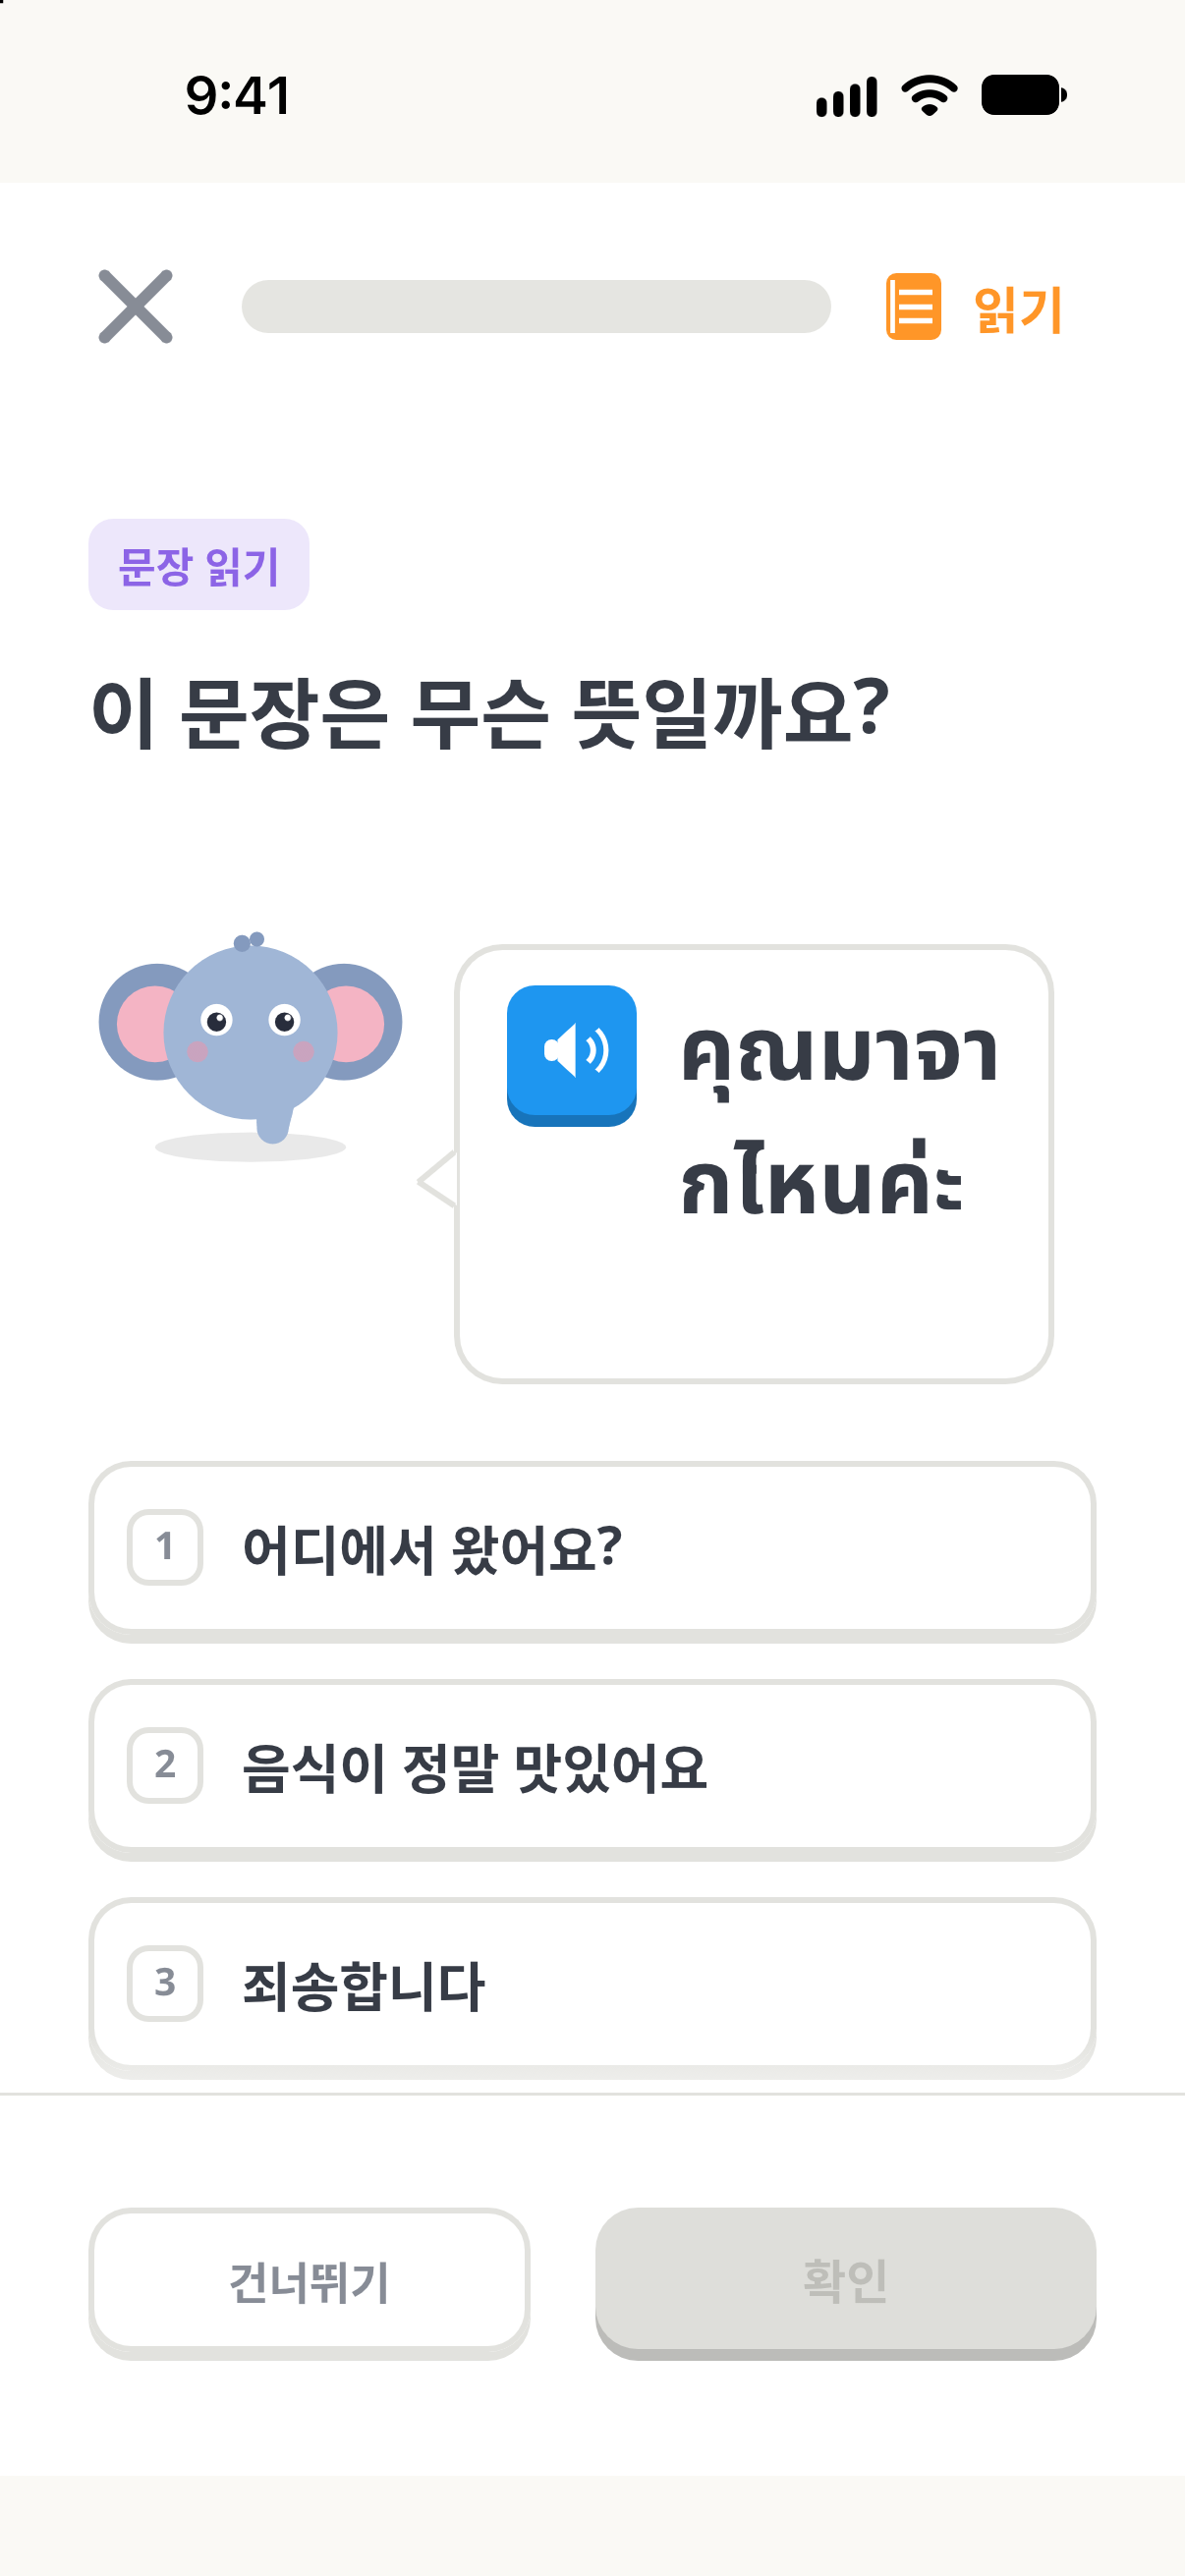 9:41
읽기
문장 읽기
이 문장은 무슨 뜻일까요?
คุณมาจา
กไหนค่ะ
1 어디에서 왔어요?
2 음식이 정말 맛있어요
3 죄송합니다
건너뛰기
확인